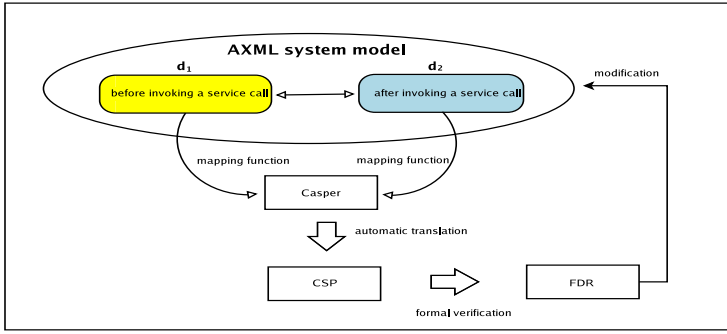 AXML system model
d1
d2
before invoking a service call
after invoking a service call
modification
mapping function
mapping function
Casper
automatic translation
CSP
FDR
formal verification